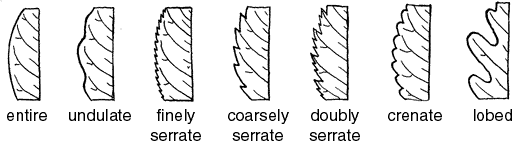 entire undulate finely coarsely doubly crenate lobed
serrate serrate serrate